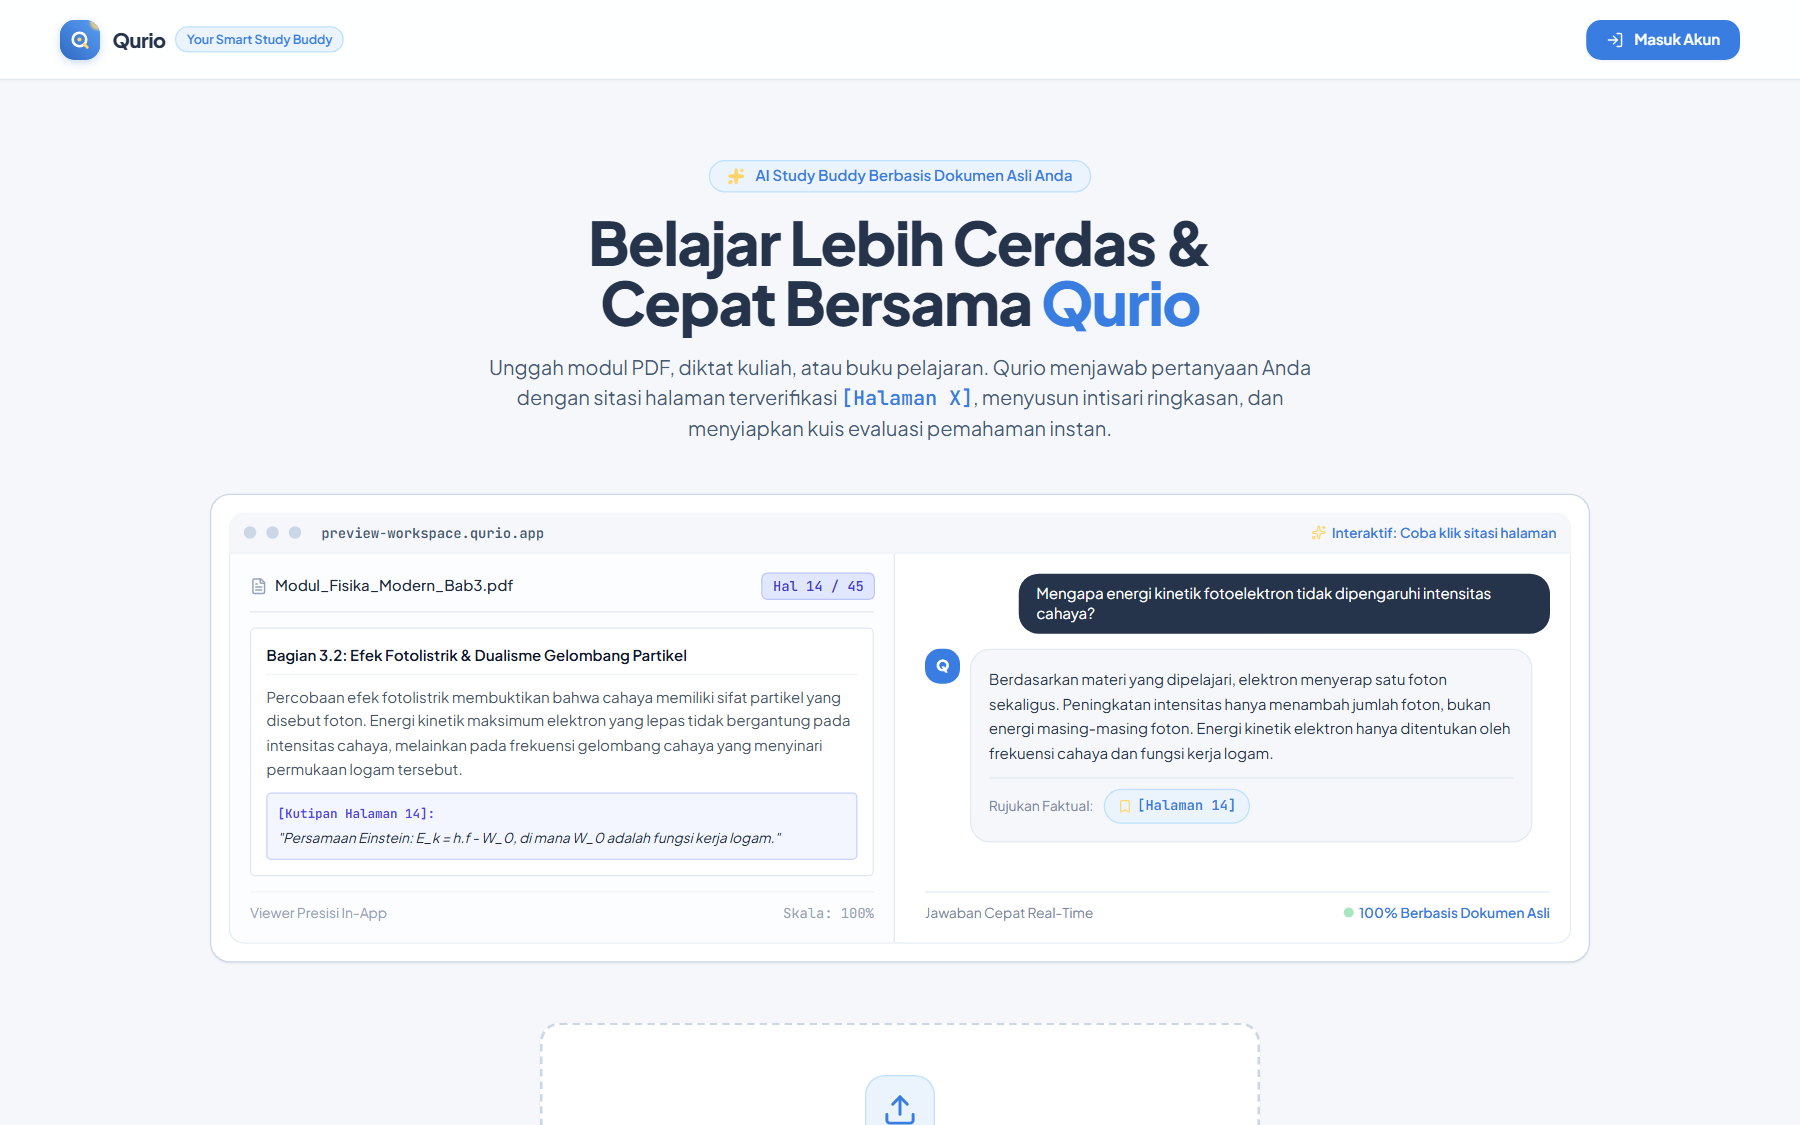 Qurio
Your Smart Study Buddy
Masuk Akun
AI Study Buddy Berbasis Dokumen Asli Anda
Belajar Lebih Cerdas &
Cepat Bersama Qurio
Unggah modul PDF, diktat kuliah, atau buku pelajaran. Qurio menjawab pertanyaan Anda
dengan sitasi halaman terverifikasi [Halaman X], menyusun intisari ringkasan, dan
menyiapkan kuis evaluasi pemahaman instan.
preview-workspace.qurio.app
Interaktif: Coba klik sitasi halaman
Modul_Fisika_Modern_Bab3.pdf
Hal 14 / 45
Bagian 3.2: Efek Fotolistrik & Dualisme Gelombang Partikel
Percobaan efek fotolistrik membuktikan bahwa cahaya memiliki sifat partikel yang
disebut foton. Energi kinetik maksimum elektron yang lepas tidak bergantung pada
intensitas cahaya, melainkan pada frekuensi gelombang cahaya yang menyinari
permukaan logam tersebut.
[Kutipan Halaman 14]:
"Persamaan Einstein: E_k = h.f - W_0, di mana W_0 adalah fungsi kerja logam."
Viewer Presisi In-App
Skala: 100%
Mengapa energi kinetik fotoelektron tidak dipengaruhi intensitas
cahaya?
Q
Berdasarkan materi yang dipelajari, elektron menyerap satu foton
sekaligus. Peningkatan intensitas hanya menambah jumlah foton, bukan
energi masing-masing foton. Energi kinetik elektron hanya ditentukan oleh
frekuensi cahaya dan fungsi kerja logam.
Rujukan Faktual:
[Halaman 14]
Jawaban Cepat Real-Time
100% Berbasis Dokumen Asli